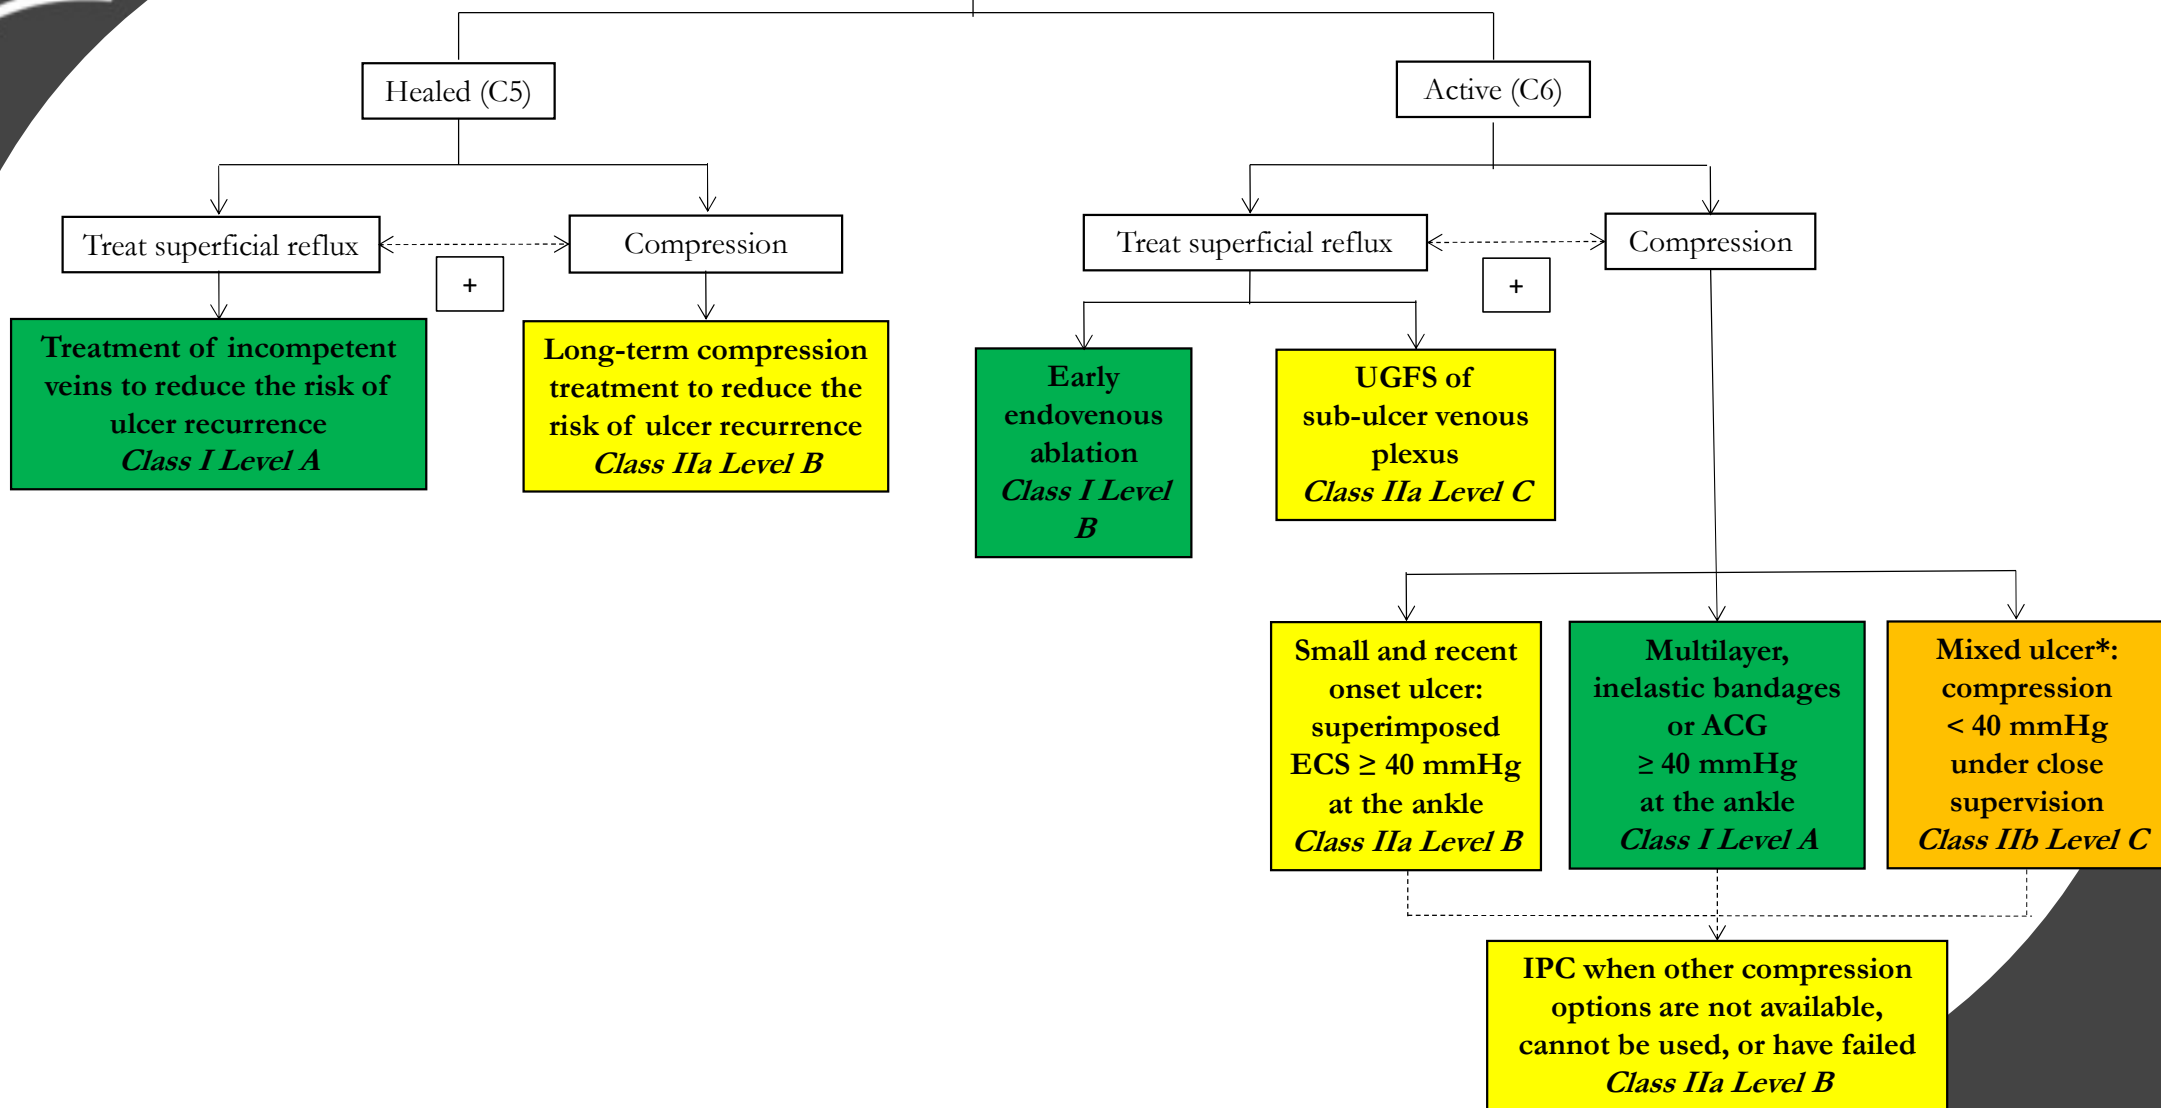 Healed (C5)
Active (C6)
Treat superficial reflux
+
Compression
Treat superficial reflux
+
Compression
Treatment of incompetent
veins to reduce the risk of
ulcer recurrence
Class I Level A
Long-term compression
treatment to reduce the
risk of ulcer recurrence
Class IIa Level B
Early
endovenous
ablation
Class I Level
B
UGFS of
sub-ulcer venous
plexus
Class IIa Level C
Small and recent
onset ulcer:
superimposed
ECS ≥ 40 mmHg
at the ankle
Class IIa Level B
Multilayer,
inelastic bandages
or ACG
≥ 40 mmHg
at the ankle
Class I Level A
Mixed ulcer*:
compression
< 40 mmHg
under close
supervision
Class IIb Level C
IPC when other compression
options are not available,
cannot be used, or have failed
Class IIa Level B